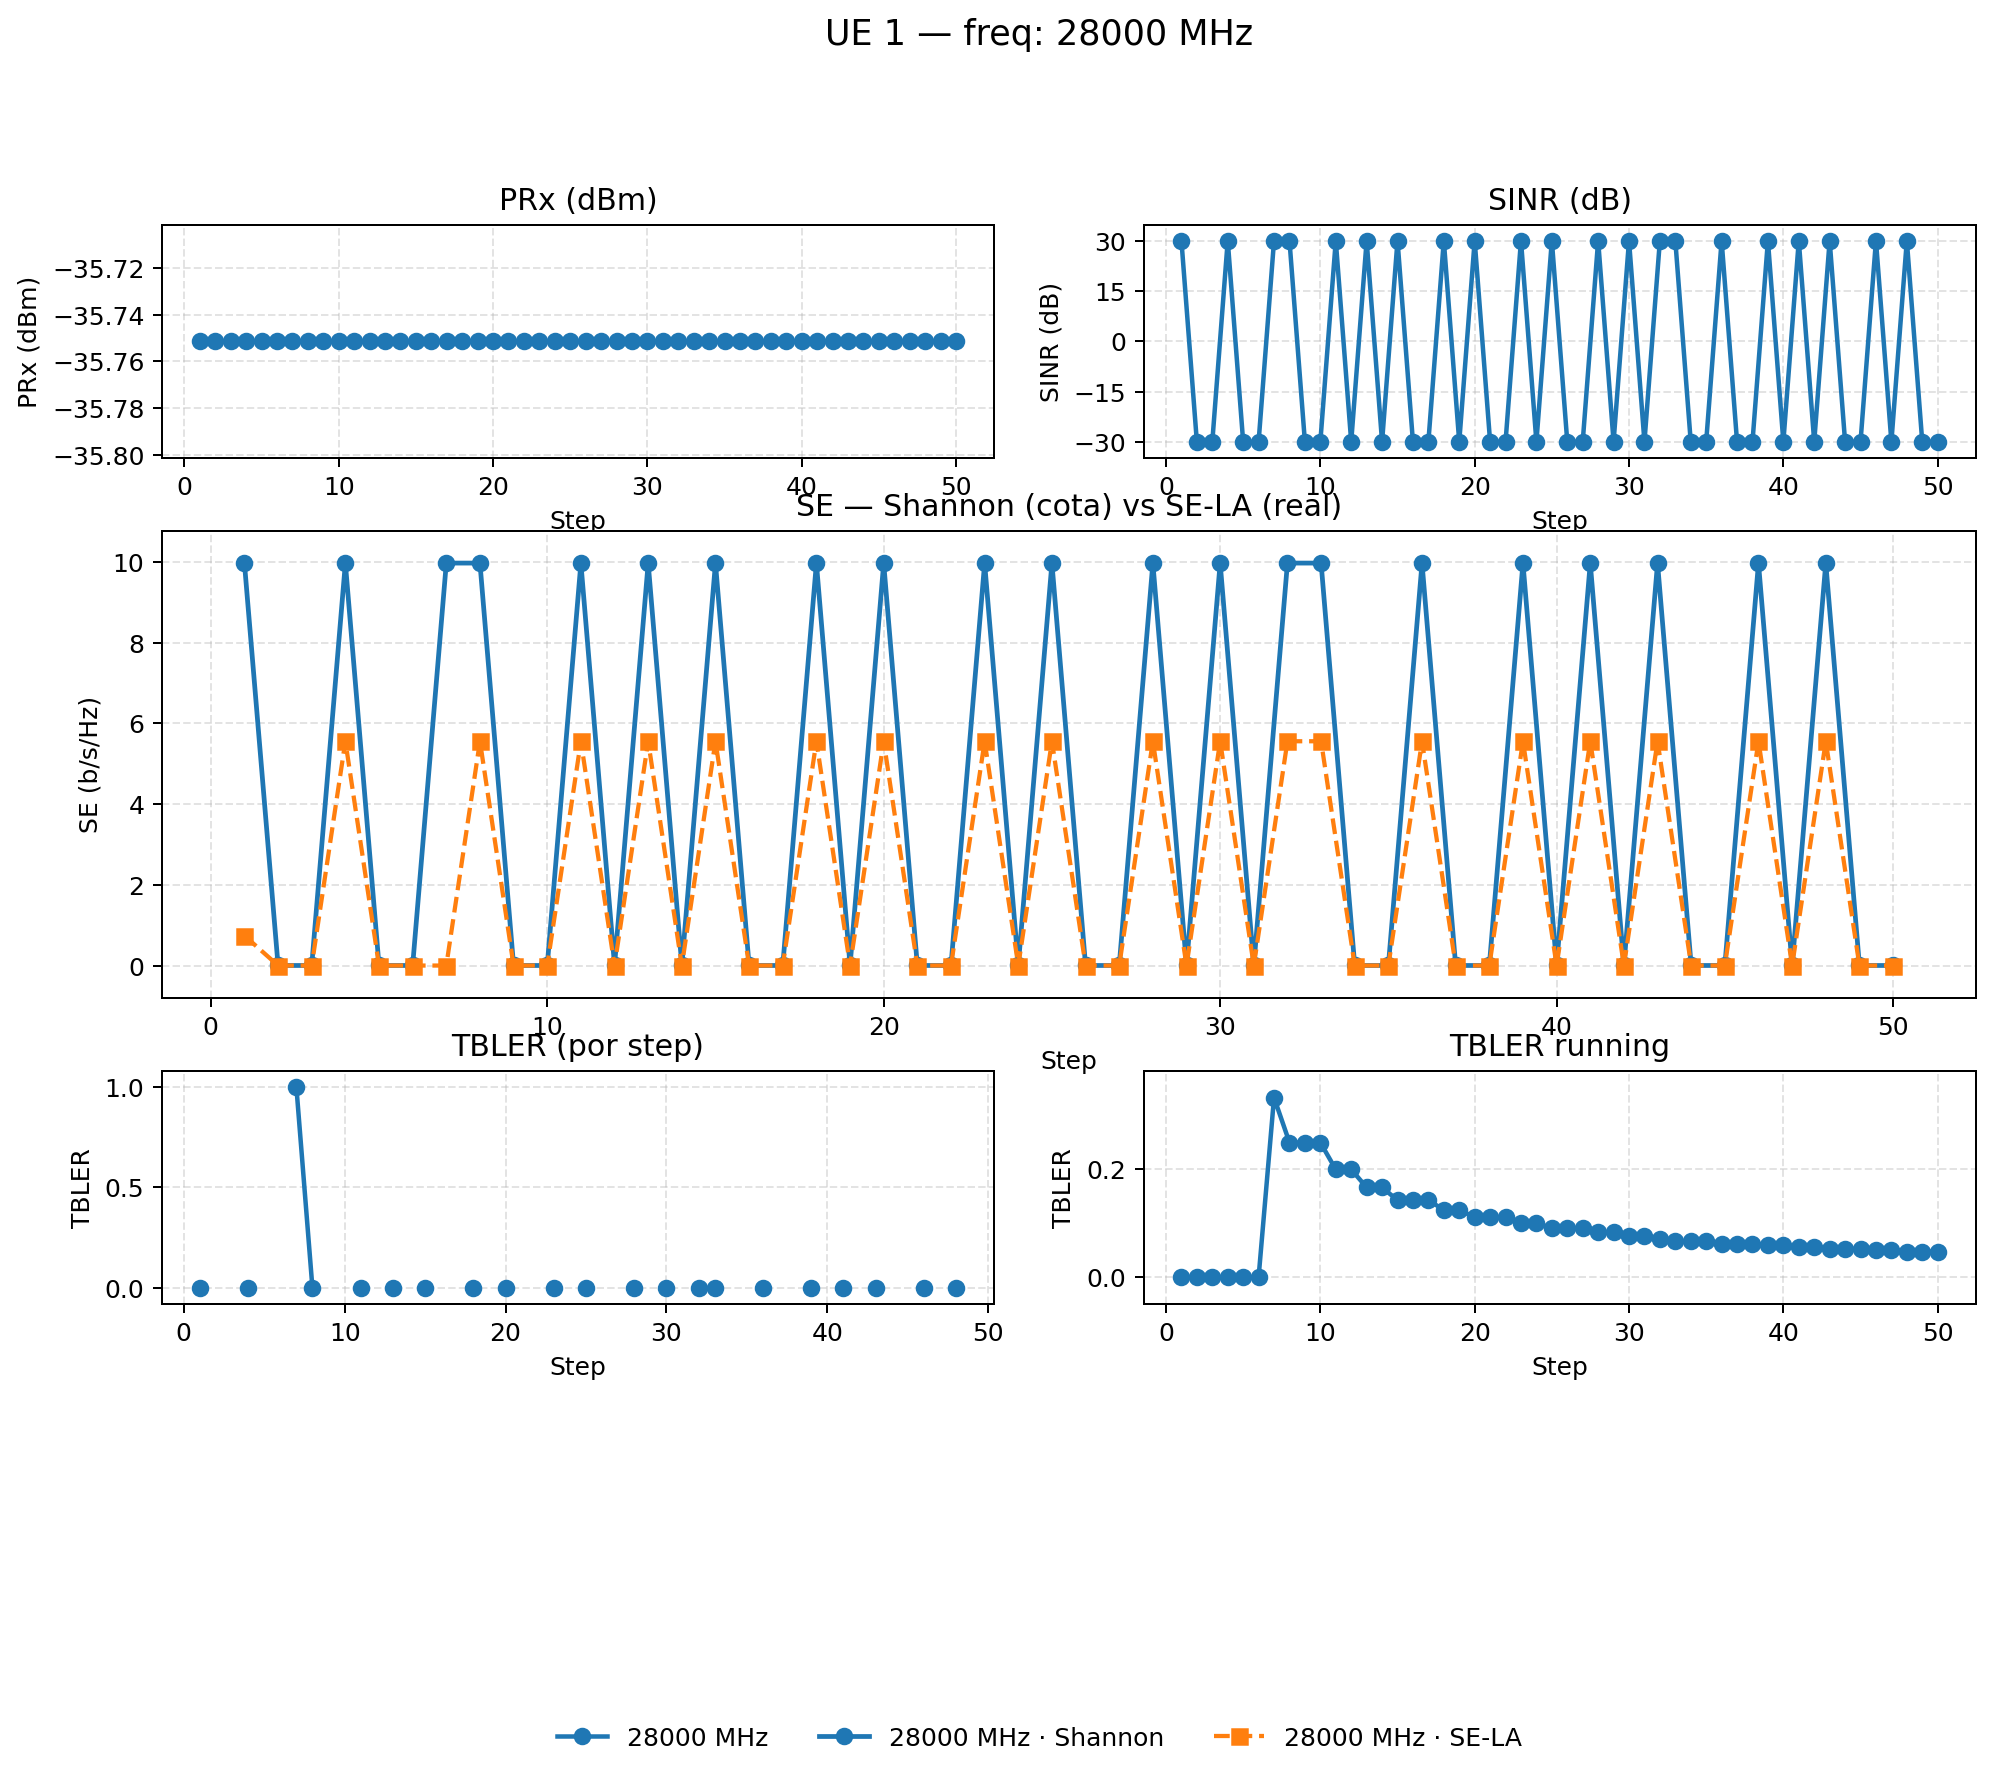 UE 1 — freq: 28000 MHz
PRx (dBm)
PRx (dBm)
−35.72
−35.74
−35.76
−35.78
−35.80
0 10 20 30 40 50
Step
SINR (dB)
SINR (dB)
30
15
0
−15
−30
0 10 20 30 40 50
Step
SE — Shannon (cota) vs SE-LA (real)
SE (b/s/Hz)
10
8
6
4
2
0
0 10 20 30 40 50
Step
TBLER (por step)
TBLER
1.0
0.5
0.0
0 10 20 30 40 50
Step
TBLER running
TBLER
0.2
0.0
0 10 20 30 40 50
Step
28000 MHz 28000 MHz · Shannon 28000 MHz · SE-LA